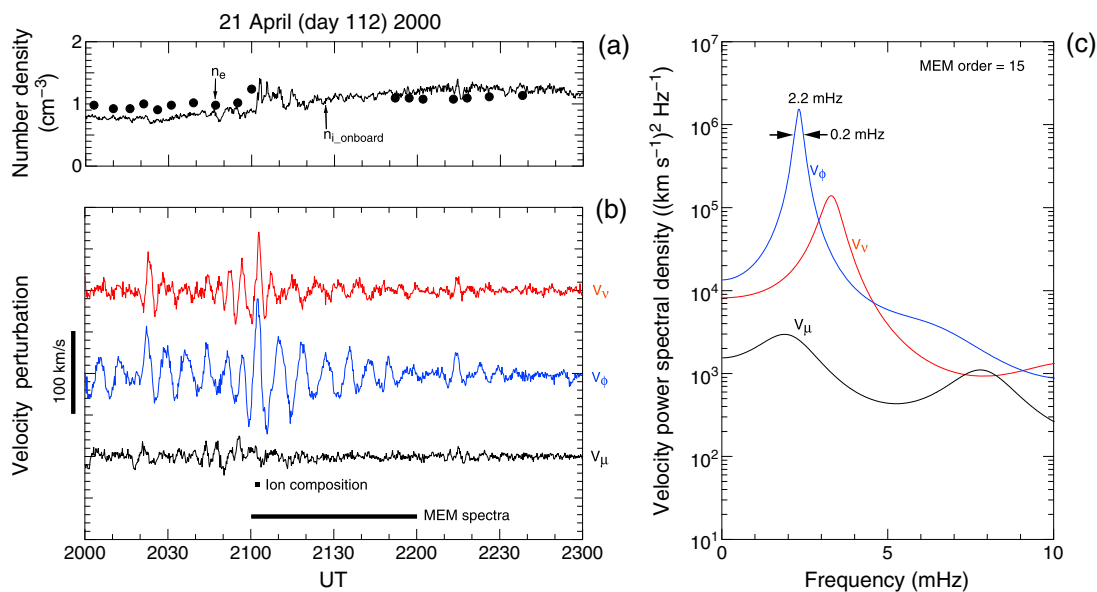 21 April (day 112) 2000
(a)
Number density
(cm⁻³)
2
1
0
nₑ
n_{i_onboard}
(b)
Velocity perturbation
100 km/s
V_ν
V_ϕ
V_μ
Ion composition
MEM spectra
2000 2030 2100 2130 2200 2230 2300
UT
(c)
Velocity power spectral density ((km s⁻¹)² Hz⁻¹)
10⁷
10⁶
10⁵
10⁴
10³
10²
10¹
MEM order = 15
2.2 mHz
0.2 mHz
V_ϕ
V_ν
V_μ
0 5 10
Frequency (mHz)